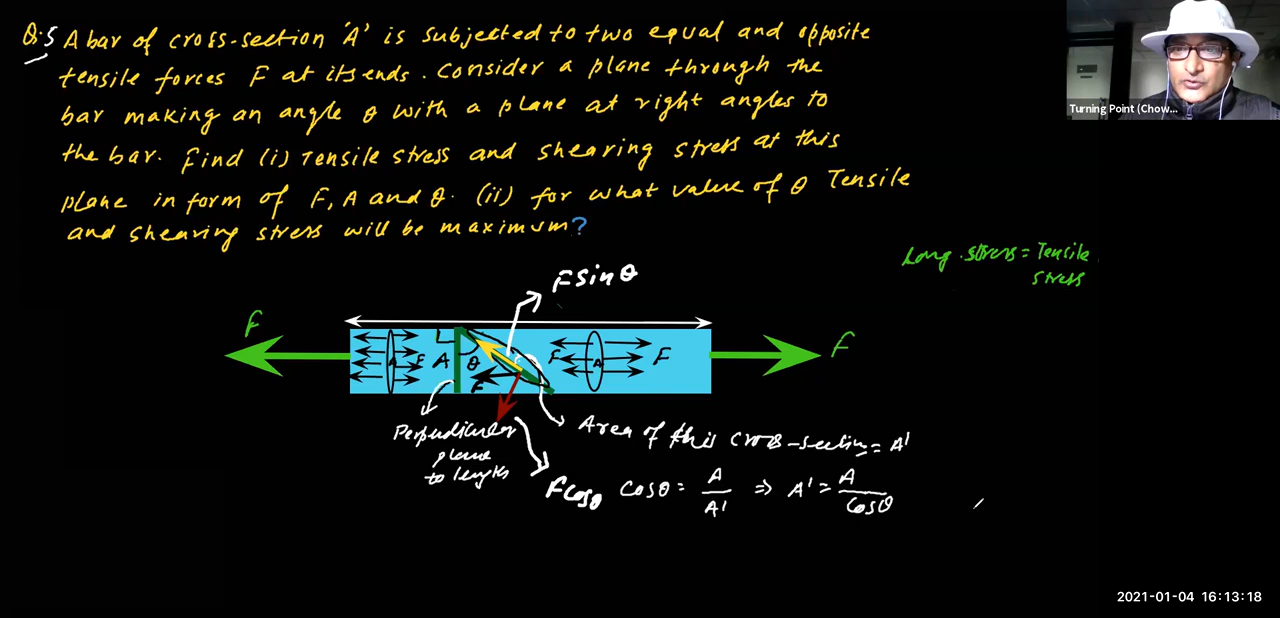 Q.5 A bar of cross-section 'A' is subjected to two equal and opposite
tensile forces F at its ends. Consider a plane through the
bar making an angle θ with a plane at right angles to
the bar. Find (i) Tensile stress and shearing stress at this
plane in form of F, A and θ. (ii) for what value of θ Tensile
and shearing stress will be maximum?
Turning Point (Chow...
Long. stress = Tensile
stress
F sin θ
F
F
A
F
A
θ
F
F
A
F
Perpendicular
plane
to length
Area of this cross-section = A'
F cosθ
Cosθ = A/A' ⇒ A' = A/Cosθ
2021-01-04 16:13:18